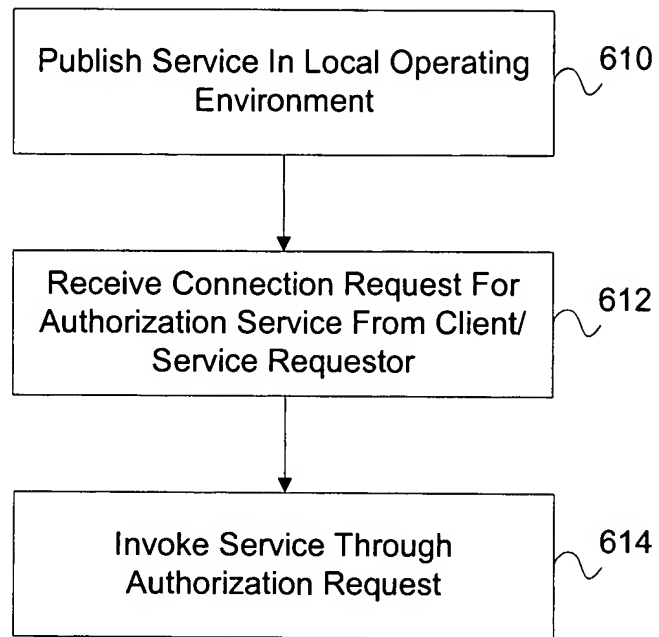 Publish Service In Local Operating
Environment
610
Receive Connection Request For
Authorization Service From Client/
Service Requestor
612
Invoke Service Through
Authorization Request
614